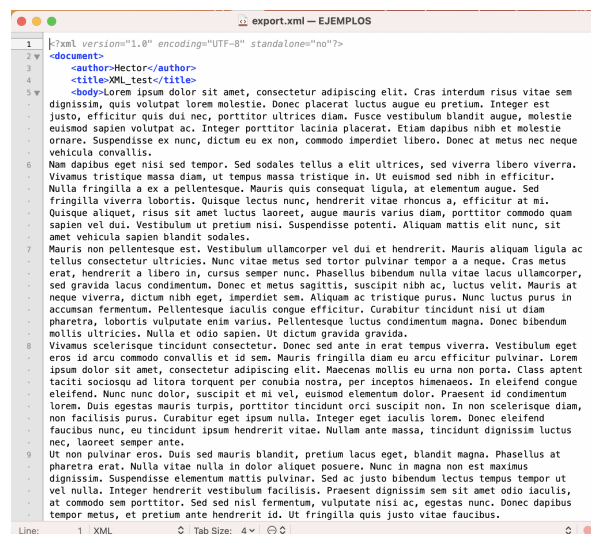 export.xml — EJEMPLOS
1 <?xml version="1.0" encoding="UTF-8" standalone="no"?>
2 <document>
3 <author>Hector</author>
4 <title>XML_test</title>
5 <body>Lorem ipsum dolor sit amet, consectetur adipiscing elit. Cras interdum risus vitae sem
dignissim, quis volutpat lorem molestie. Donec placerat luctus augue eu pretium. Integer est
justo, efficitur quis dui nec, porttitor ultrices diam. Fusce vestibulum blandit augue, molestie
euismod sapien volutpat ac. Integer porttitor lacinia placerat. Etiam dapibus nibh et molestie
ornare. Suspendisse ex nunc, dictum eu ex non, commodo imperdiet libero. Donec at metus nec neque
vehicula convallis.
6 Nam dapibus eget nisi sed tempor. Sed sodales tellus a elit ultrices, sed viverra libero viverra.
Vivamus tristique massa diam, ut tempus massa tristique in. Ut euismod sed nibh in efficitur.
Nulla fringilla a ex a pellentesque. Mauris quis consequat ligula, at elementum augue. Sed
fringilla viverra lobortis. Quisque lectus nunc, hendrerit vitae rhoncus a, efficitur at mi.
Quisque aliquet, risus sit amet luctus laoreet, augue mauris varius diam, porttitor commodo quam
sapien vel dui. Vestibulum ut pretium nisi. Suspendisse potenti. Aliquam mattis elit nunc, sit
amet vehicula sapien blandit sodales.
7 Mauris non pellentesque est. Vestibulum ullamcorper vel dui et hendrerit. Mauris aliquam ligula ac
tellus consectetur ultricies. Nunc vitae metus sed tortor pulvinar tempor a a neque. Cras metus
erat, hendrerit a libero in, cursus semper nunc. Phasellus bibendum nulla vitae lacus ullamcorper,
sed gravida lacus condimentum. Donec et metus sagittis, suscipit nibh ac, luctus velit. Mauris at
neque viverra, dictum nibh eget, imperdiet sem. Aliquam ac tristique purus. Nunc luctus purus in
accumsan fermentum. Pellentesque iaculis congue efficitur. Curabitur tincidunt nisi ut diam
pharetra, lobortis vulputate enim varius. Pellentesque luctus condimentum magna. Donec bibendum
mollis ultricies. Nulla et odio sapien. Ut dictum gravida gravida.
8 Vivamus scelerisque tincidunt consectetur. Donec sed ante in erat tempus viverra. Vestibulum eget
eros id arcu commodo convallis et id sem. Mauris fringilla diam eu arcu efficitur pulvinar. Lorem
ipsum dolor sit amet, consectetur adipiscing elit. Maecenas mollis eu urna non porta. Class aptent
taciti sociosqu ad litora torquent per conubia nostra, per inceptos himenaeos. In eleifend congue
eleifend. Nunc nunc dolor, suscipit et mi vel, euismod elementum dolor. Praesent id condimentum
lorem. Duis egestas mauris turpis, porttitor tincidunt orci suscipit non. In non scelerisque diam,
non facilisis purus. Curabitur eget ipsum nulla. Integer eget iaculis lorem. Donec eleifend
faucibus nunc, eu tincidunt ipsum hendrerit vitae. Nullam ante massa, tincidunt dignissim luctus
nec, laoreet semper ante.
9 Ut non pulvinar eros. Duis sed mauris blandit, pretium lacus eget, blandit magna. Phasellus at
pharetra erat. Nulla vitae nulla in dolor aliquet posuere. Nunc in magna non est maximus
dignissim. Suspendisse elementum mattis pulvinar. Sed ac justo bibendum lectus tempus tempor ut
vel nulla. Integer hendrerit vestibulum facilisis. Praesent dignissim sem sit amet odio iaculis,
at commodo sem porttitor. Sed sed nisl fermentum, vulputate nisi ac, egestas nunc. Donec dapibus
tempor metus, et pretium ante hendrerit id. Ut fringilla quis justo vitae faucibus.
Line: 1 XML Tab Size: 4